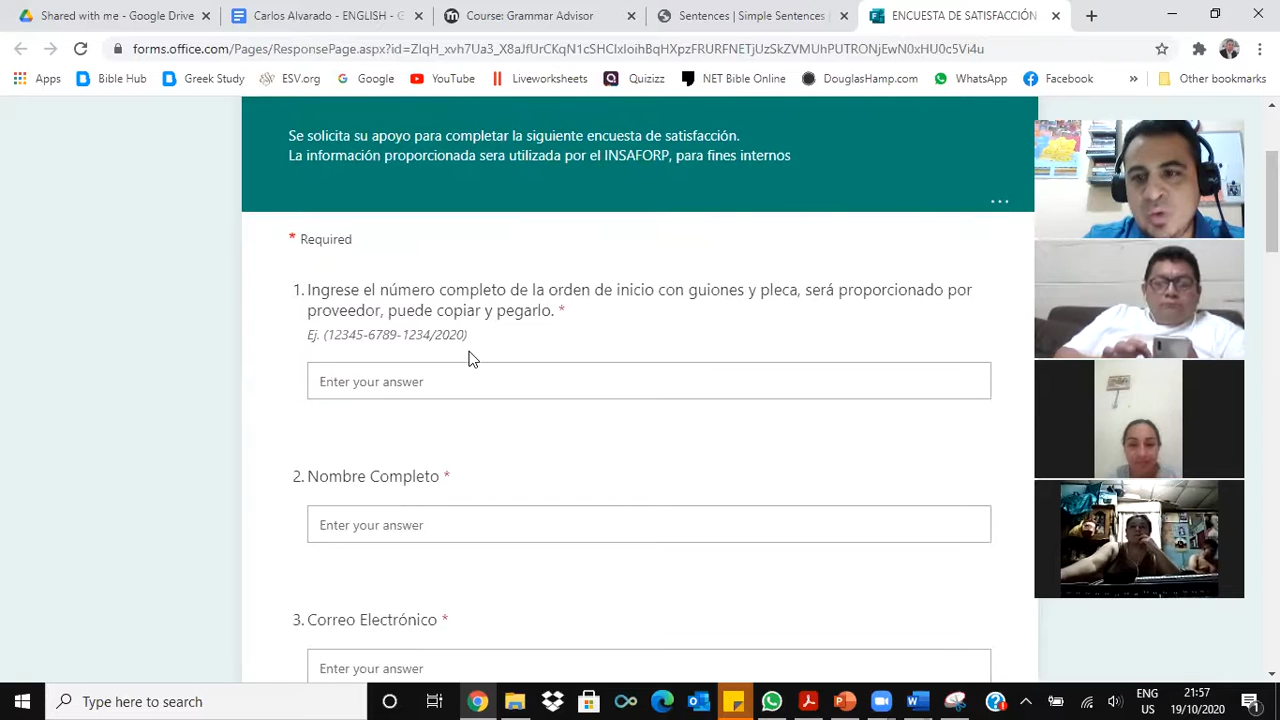 Shared with me - Google Drive
Carlos Alvarado - ENGLISH - C
Course: Grammar Advisor
Sentences | Simple Sentences |
ENCUESTA DE SATISFACCIÓN
forms.office.com/Pages/ResponsePage.aspx?id=
Apps
Bible Hub
Greek Study
ESV.org
Google
YouTube
Liveworksheets
Quizizz
NET Bible Online
DouglasHamp.com
WhatsApp
Facebook
»
Other bookmarks
Se solicita su apoyo para completar la siguiente encuesta de satisfacción.
La información proporcionada sera utilizada por el INSAFORP, para fines internos
...
* Required
1. Ingrese el número completo de la orden de inicio con guiones y pleca, será proporcionado por
proveedor, puede copiar y pegarlo. *
Ej. (12345-6789-1234/2020)
Enter your answer
2. Nombre Completo *
Enter your answer
3. Correo Electrónico *
Enter your answer
Type here to search
ENG
US
21:57
19/10/2020